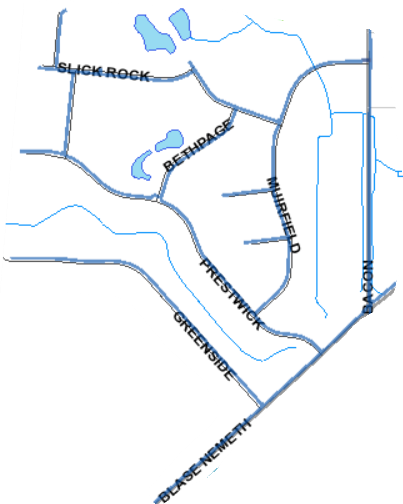 SLICK ROCK
BETHPAGE
MUIRFIELD
PRESTWICK
BACON
GREENSIDE
BLASE NEMETH